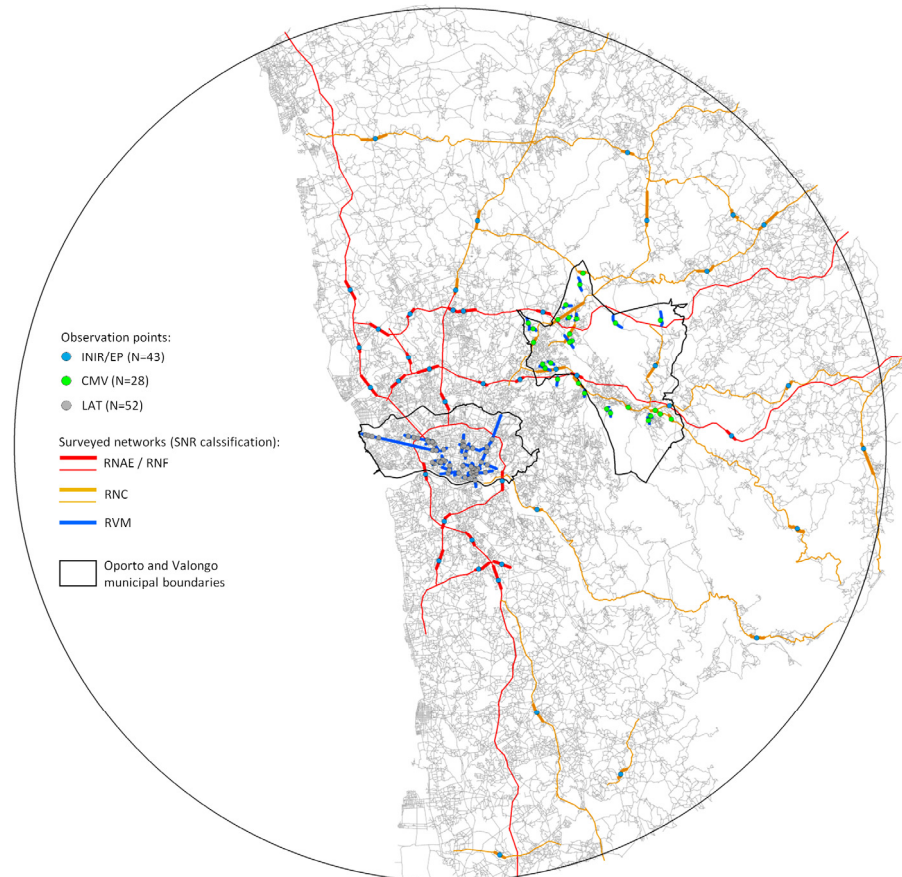 Observation points:
INIR/EP (N=43)
CMV (N=28)
LAT (N=52)
Surveyed networks (SNR calssification):
RNAE / RNF
RNC
RVM
Oporto and Valongo
municipal boundaries